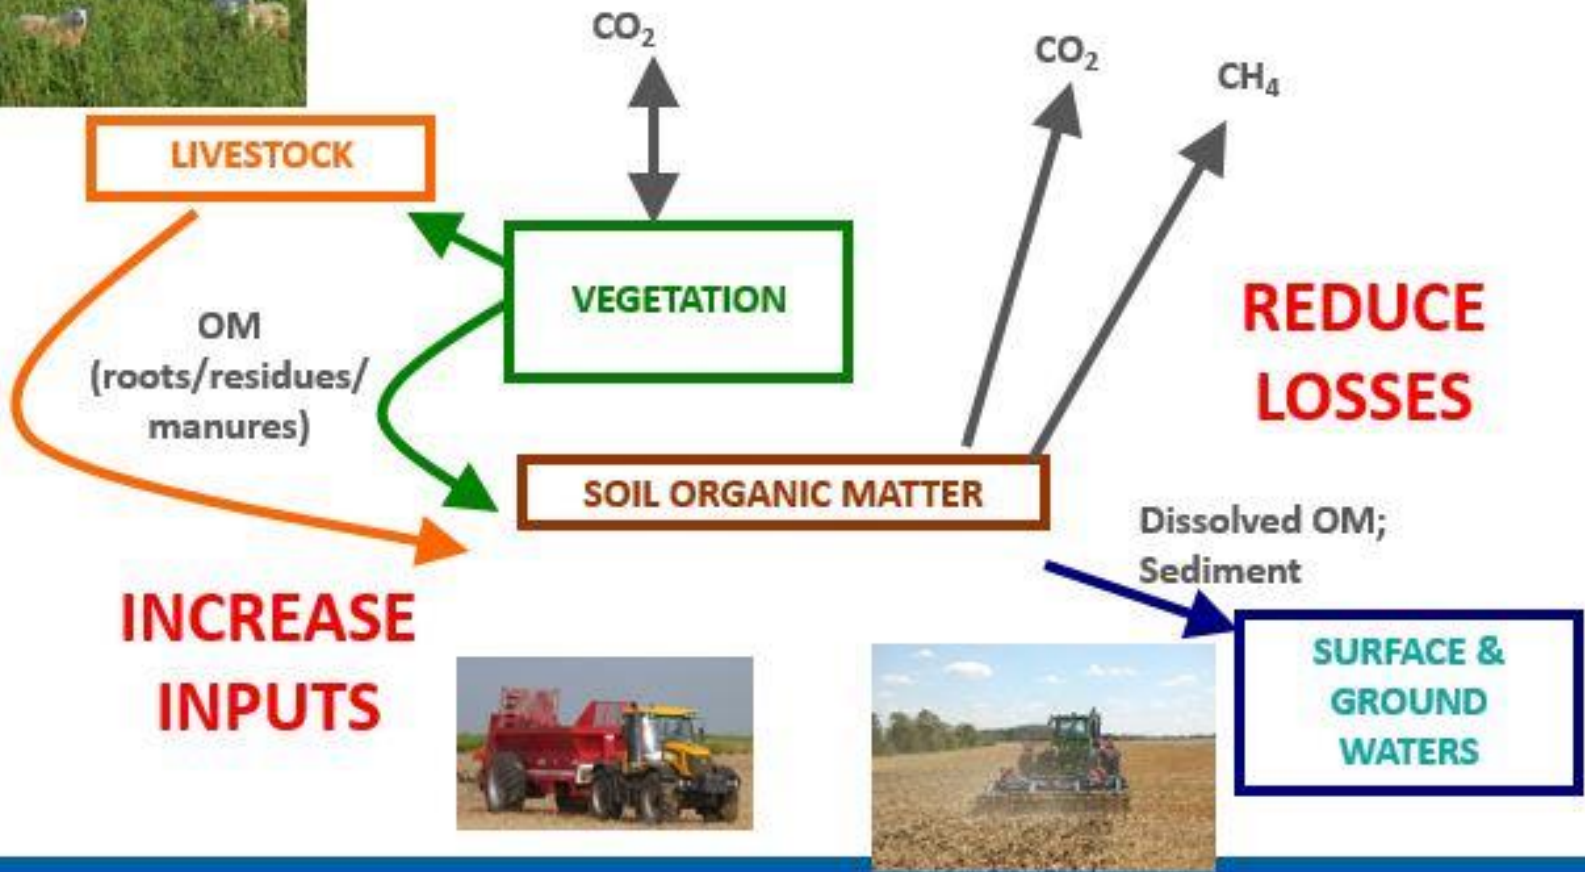 CO₂
CO₂
CH₄
LIVESTOCK
VEGETATION
OM
(roots/residues/
manures)
REDUCE
LOSSES
SOIL ORGANIC MATTER
Dissolved OM;
Sediment
INCREASE
INPUTS
SURFACE &
GROUND
WATERS